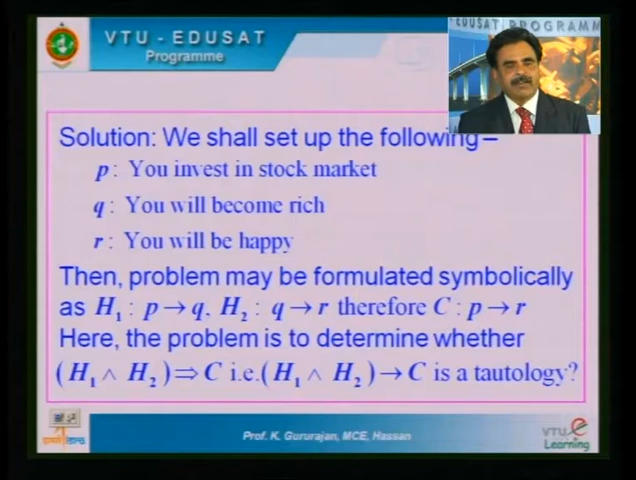 VTU - EDUSAT
Programme
EDUSAT PROGRAMM
Solution: We shall set up the following –
p : You invest in stock market
q : You will become rich
r : You will be happy
Then, problem may be formulated symbolically
as H₁ : p → q, H₂ : q → r therefore C : p → r
Here, the problem is to determine whether
(H₁ ∧ H₂) ⇒ C i.e.(H₁ ∧ H₂) → C is a tautology?
Prof. K. Gururajan, MCE, Hassan
VTU e
Learning